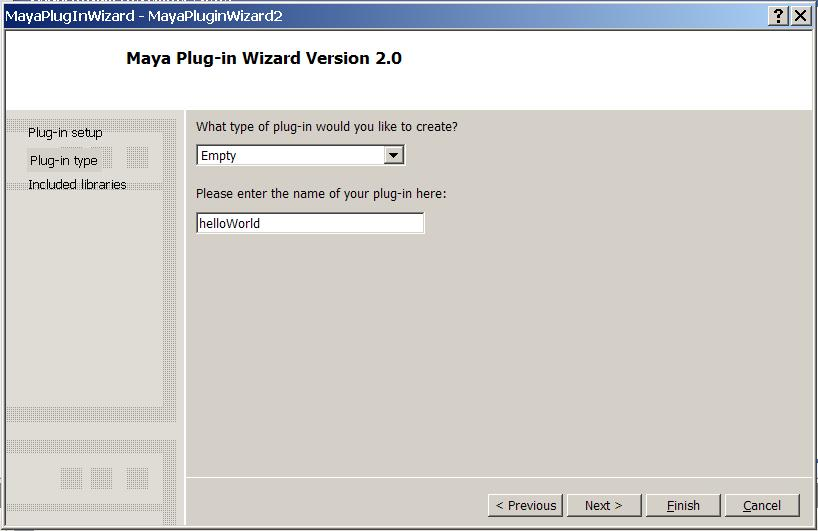 MayaPlugInWizard - MayaPluginWizard2
Maya Plug-in Wizard Version 2.0
Plug-in setup
Plug-in type
Included libraries
What type of plug-in would you like to create?
Empty
Please enter the name of your plug-in here:
helloWorld
< Previous
Next >
Finish
Cancel